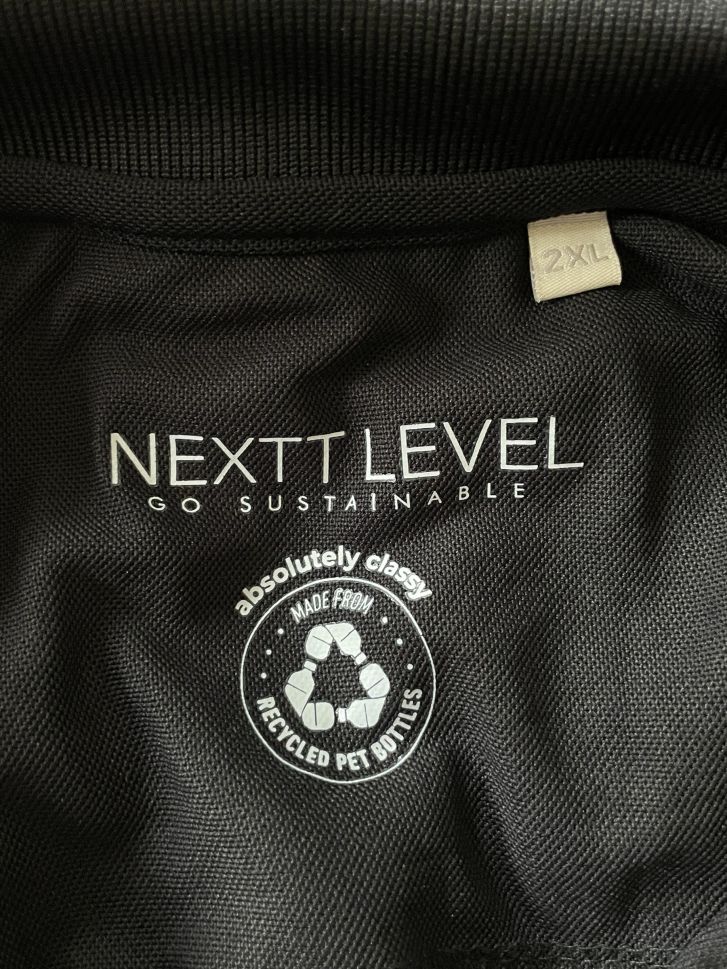 2XL
NEXTT LEVEL
GO SUSTAINABLE
absolutely classy
MADE FROM
RECYCLED PET BOTTLES